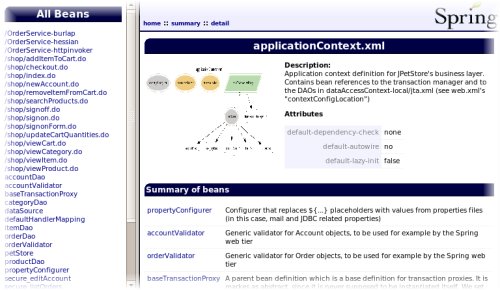 All Beans
/OrderService-burlap
/OrderService-hessian
/OrderService-httpinvoker
/shop/addItemToCart.do
/shop/checkout.do
/shop/index.do
/shop/newAccount.do
/shop/removeItemFromCart.do
/shop/searchProducts.do
/shop/signoff.do
/shop/signon.do
/shop/signonForm.do
/shop/updateCartQuantities.do
/shop/viewCart.do
/shop/viewCategory.do
/shop/viewItem.do
/shop/viewProduct.do
accountDao
accountValidator
baseTransactionProxy
categoryDao
dataSource
defaultHandlerMapping
itemDao
orderDao
orderValidator
petStore
productDao
propertyConfigurer
secure_editAccount
home :: summary :: detail
Spring
applicationContext.xml
Description:
Application context definition for JPetStore's business layer.
Contains bean references to the transaction manager and to
the DAOs in dataAccessContext-local/jta.xml (see web.xml's
"contextConfigLocation")
Attributes
default-dependency-check none
default-autowire no
default-lazy-init false
Summary of beans
propertyConfigurer Configurer that replaces ${...} placeholders with values from properties files
(in this case, mail and JDBC related properties)
accountValidator Generic validator for Account objects, to be used for example by the Spring
web tier
orderValidator Generic validator for Order objects, to be used for example by the Spring
web tier
baseTransactionProxy A parent bean definition which is a base definition for transaction proxies. It is